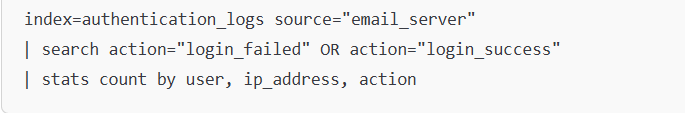 index=authentication_logs source="email_server"
| search action="login_failed" OR action="login_success"
| stats count by user, ip_address, action